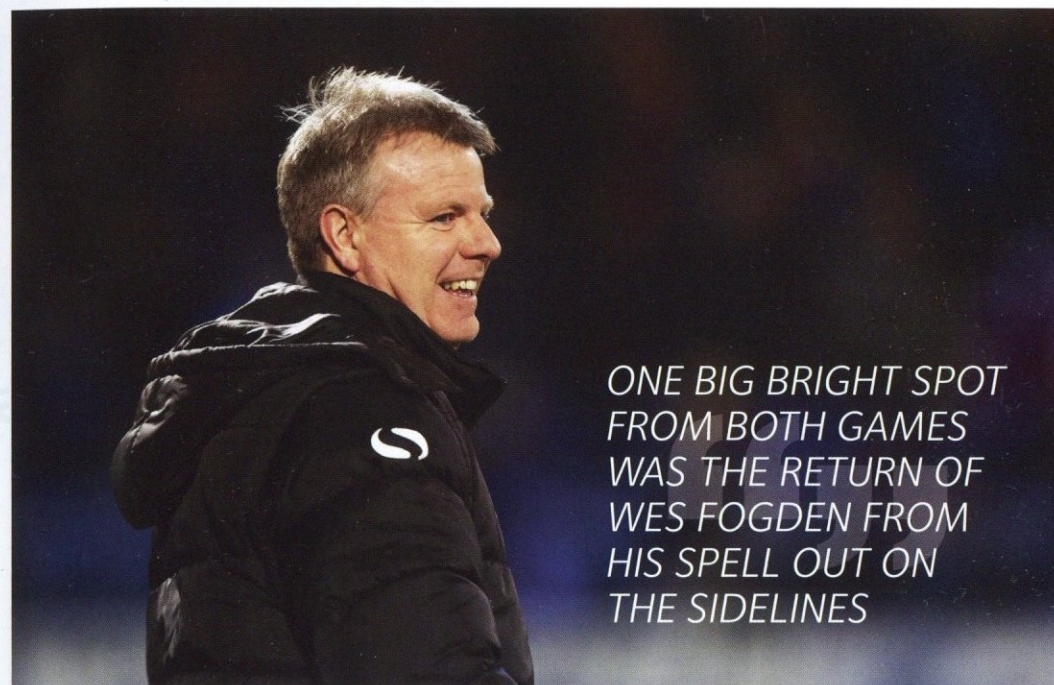 ONE BIG BRIGHT SPOT
FROM BOTH GAMES
WAS THE RETURN OF
WES FOGDEN FROM
HIS SPELL OUT ON
THE SIDELINES